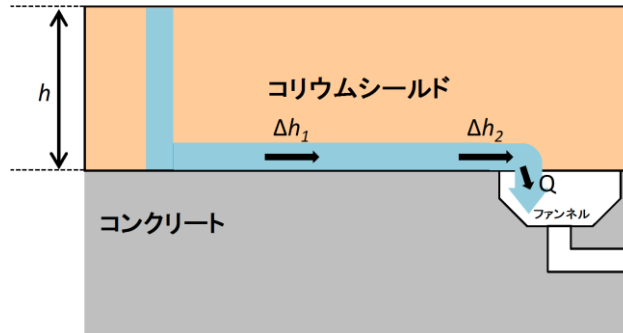 h
コリウムシールド
Δh1
Δh2
Q
ファンネル
コンクリート